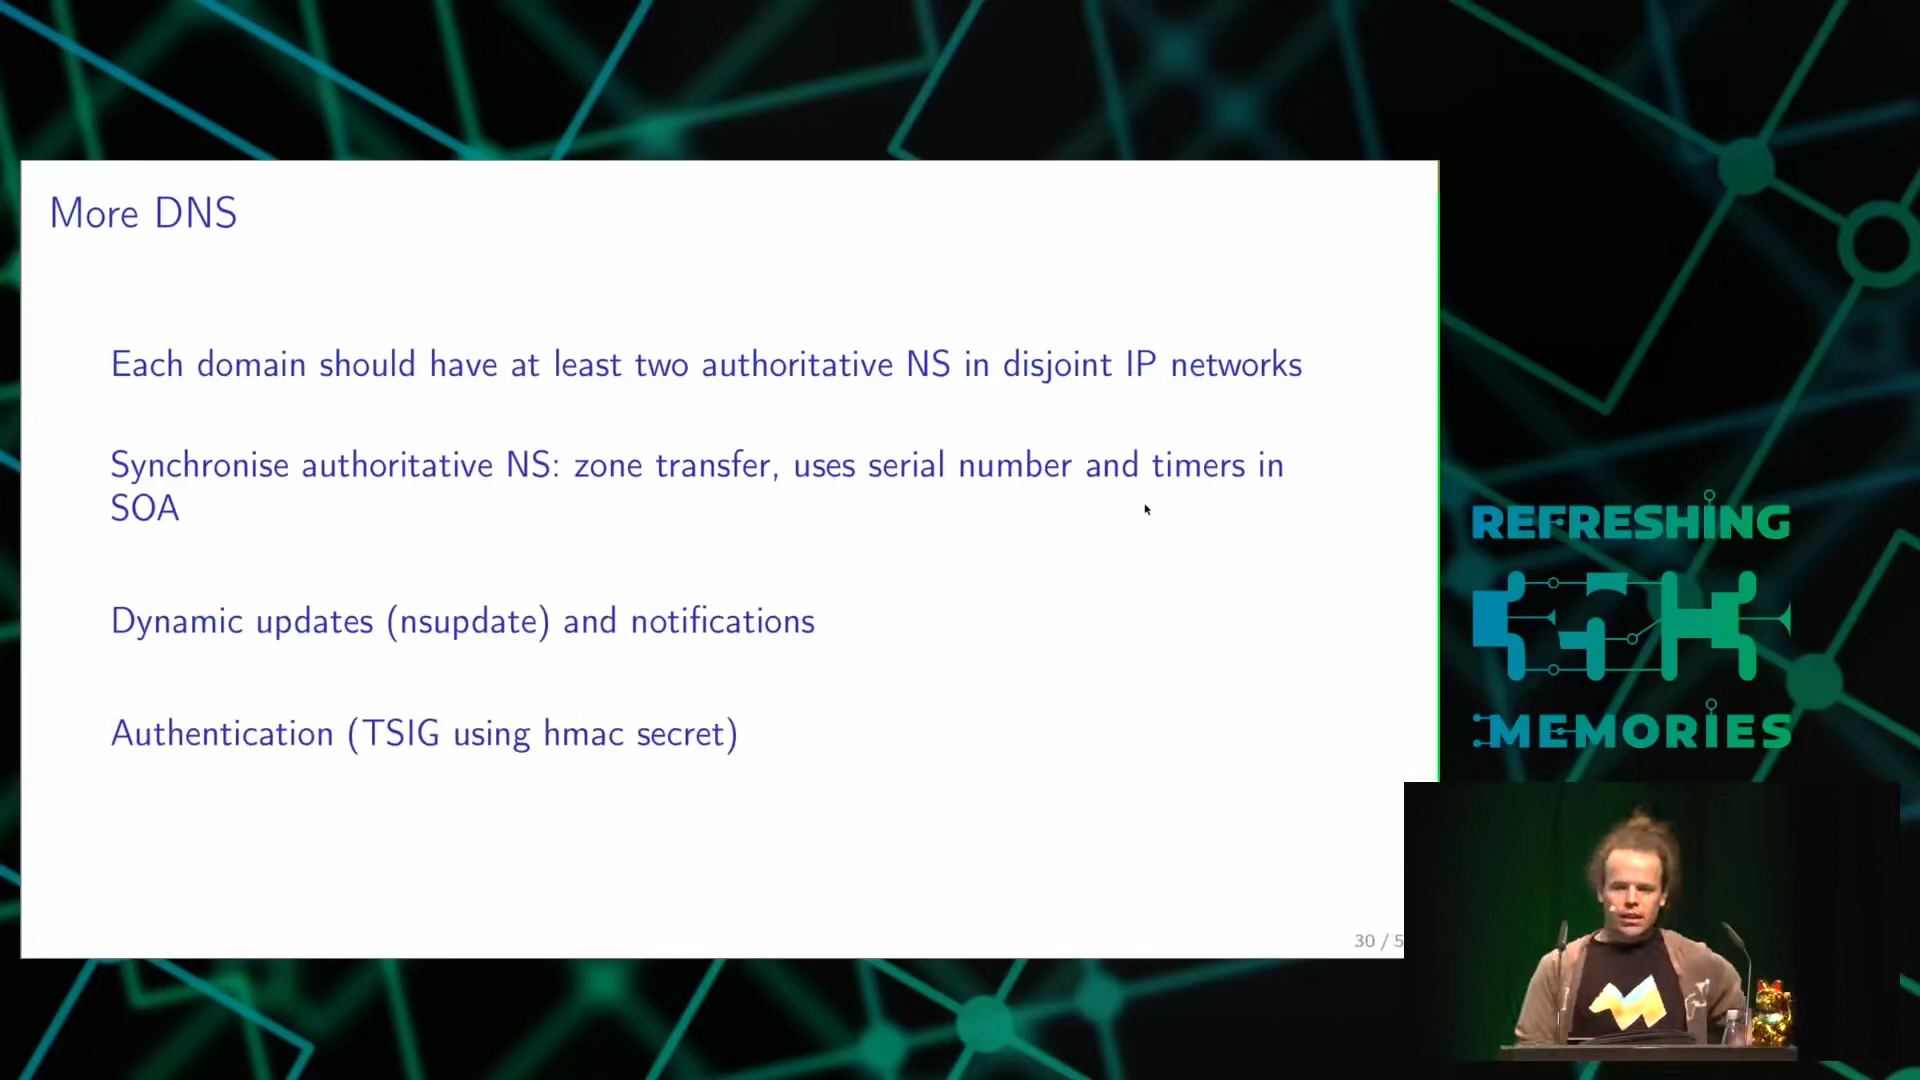 More DNS
Each domain should have at least two authoritative NS in disjoint IP networks
Synchronise authoritative NS: zone transfer, uses serial number and timers in
SOA
Dynamic updates (nsupdate) and notifications
Authentication (TSIG using hmac secret)
30 / 5
REFRESHING
MEMORIES